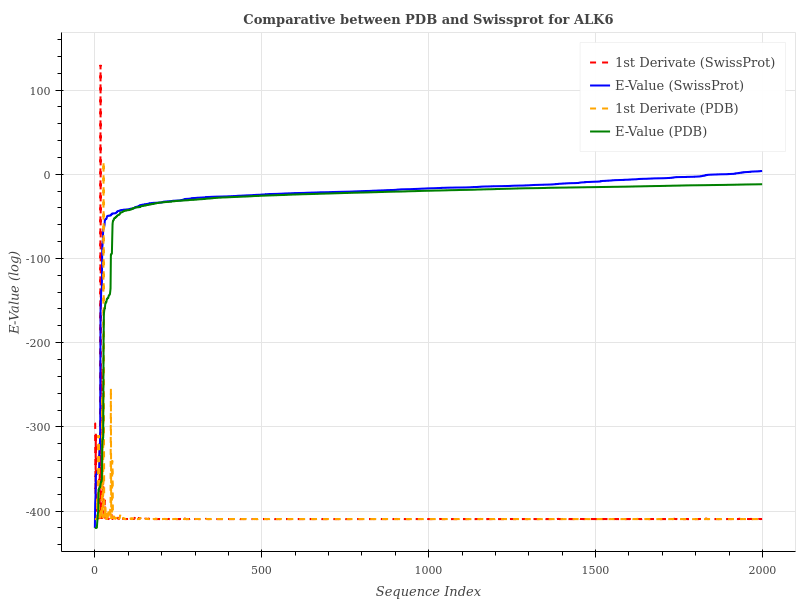 Comparative between PDB and Swissprot for ALK6
1st Derivate (SwissProt)
E-Value (SwissProt)
1st Derivate (PDB)
E-Value (PDB)
E-Value (log)
100
0
-100
-200
-300
-400
0
500
1000
1500
2000
Sequence Index